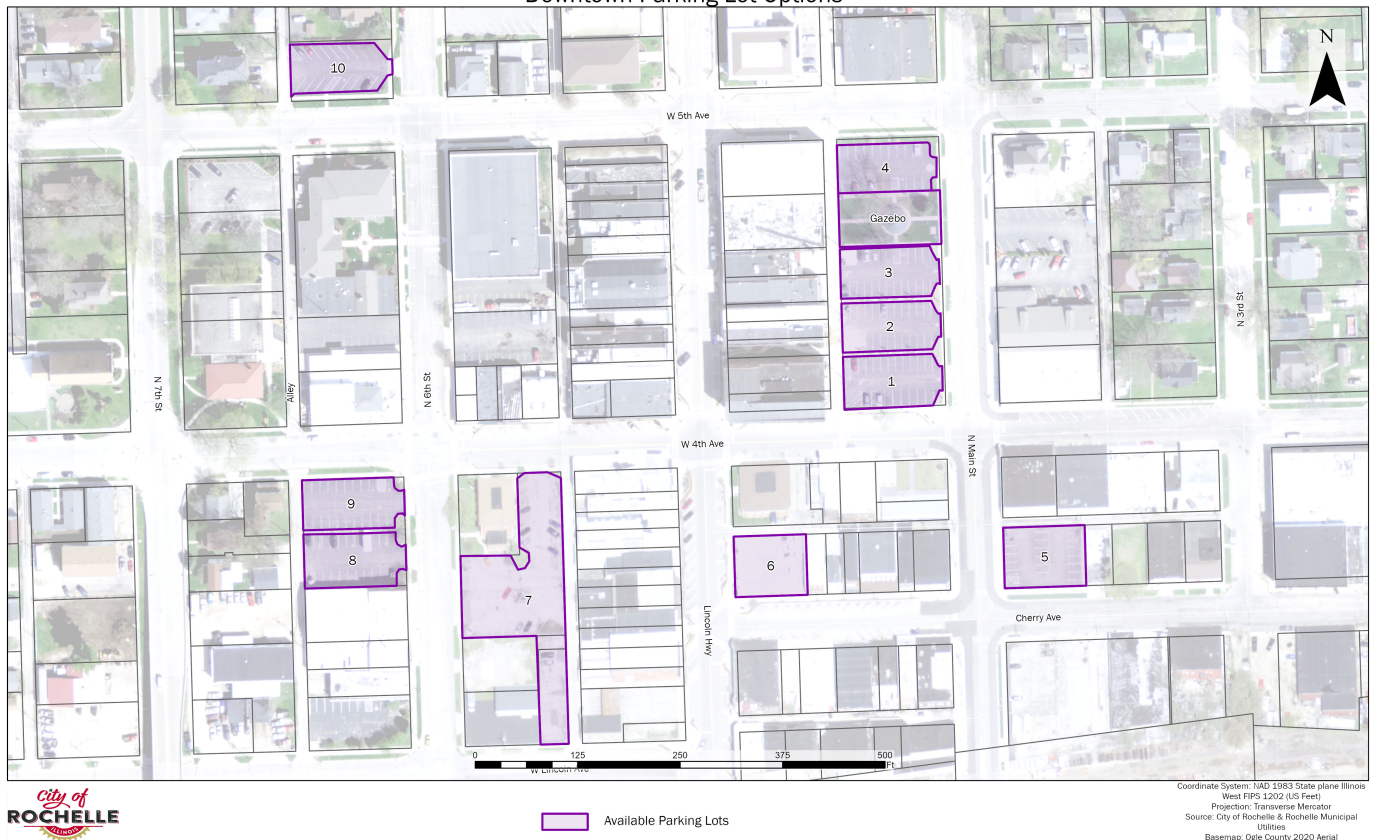 Downtown Parking Lot Options
N
10
W 5th Ave
4
Gazebo
3
2
1
N 3rd St
N 7th St
Alley
N 6th St
W 4th Ave
N Main St
9
8
7
6
5
Lincoln Hwy
Cherry Ave
0 125 250 375 500
Ft
W Lincoln Ave
City of
ROCHELLE
ILLINOIS
Available Parking Lots
Coordinate System: NAD 1983 State plane Illinois
West FIPS 1202 (US Feet)
Projection: Transverse Mercator
Source: City of Rochelle & Rochelle Municipal
Utilities
Basemap: Ogle County 2020 Aerial